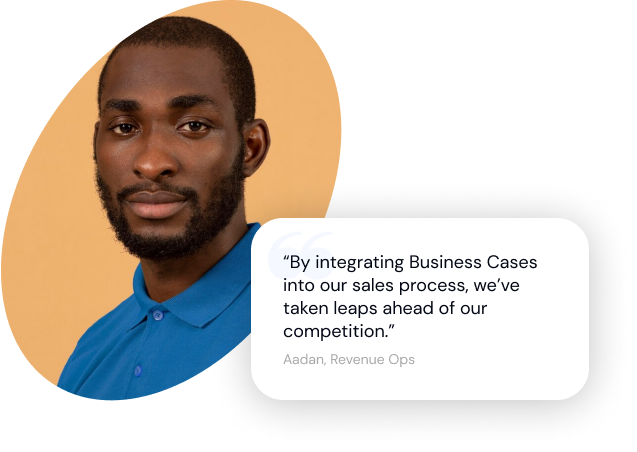 “By integrating Business Cases
into our sales process, we’ve
taken leaps ahead of our
competition.”
Aadan, Revenue Ops